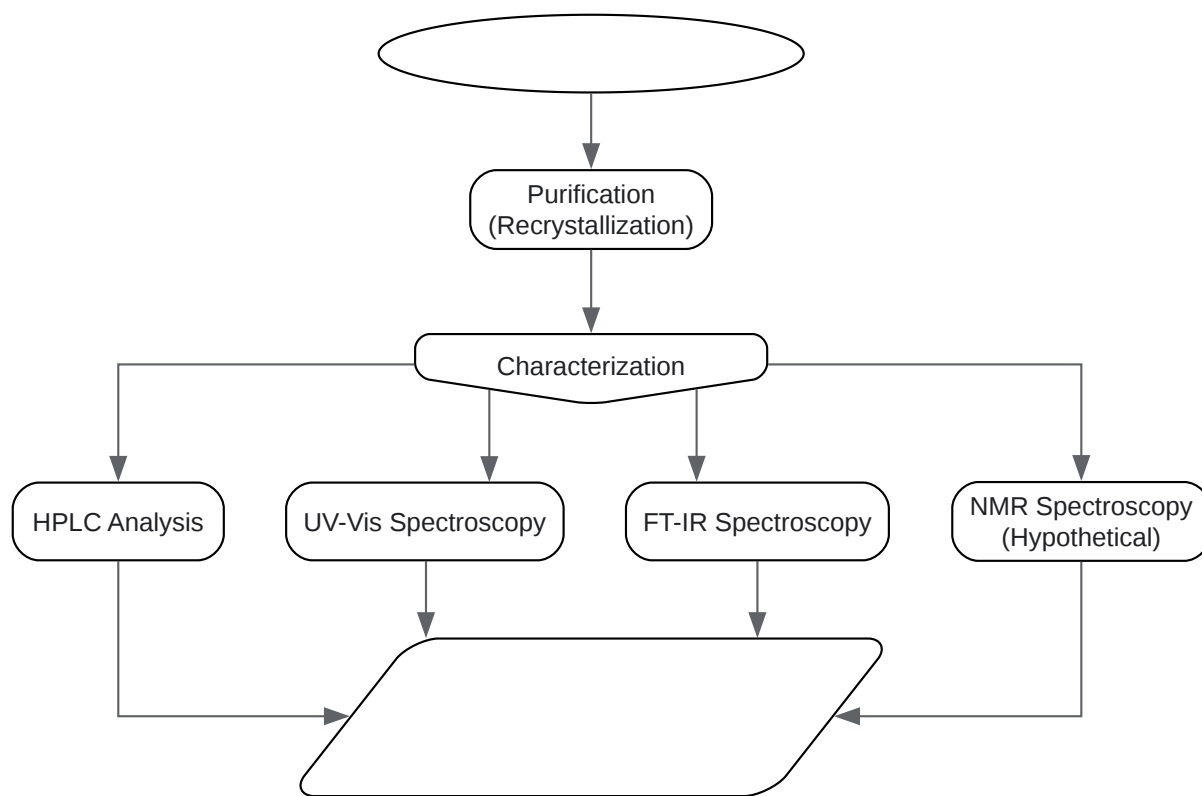 Purification
(Recrystallization)
Characterization
HPLC Analysis
UV-Vis Spectroscopy
FT-IR Spectroscopy
NMR Spectroscopy
(Hypothetical)